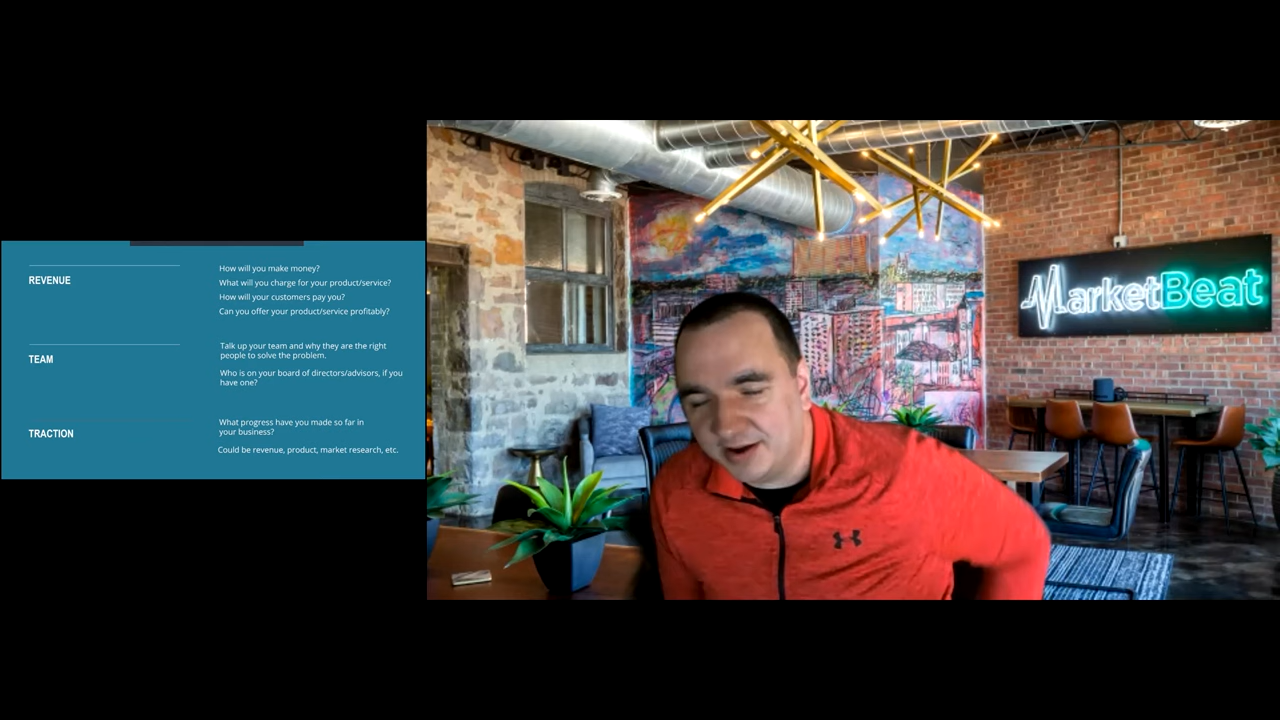 REVENUE
How will you make money?
What will you charge for your product/service?
How will your customers pay you?
Can you offer your product/service profitably?
TEAM
Talk up your team and why they are the right
people to solve the problem.
Who is on your board of directors/advisors, if you
have one?
TRACTION
What progress have you made so far in
your business?
Could be revenue, product, market research, etc.
MarketBeat